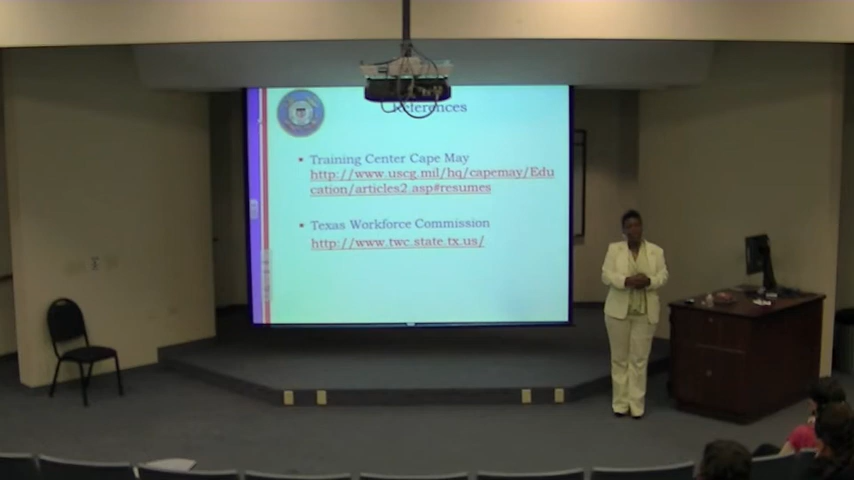 References
Training Center Cape May
http://www.uscg.mil/hq/capemay/Edu
cation/articles2.asp#resumes
Texas Workforce Commission
http://www.twc.state.tx.us/